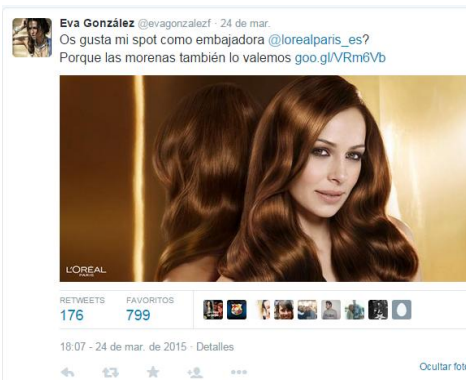 Eva González @evagonzalezf · 24 de mar.
Os gusta mi spot como embajadora @lorealparis_es?
Porque las morenas también lo valemos goo.gl/VRm6Vb
L'ORÉAL
PARIS
RETWEETS FAVORITOS
176 799
18:07 - 24 de mar. de 2015 · Detalles
Ocultar foto